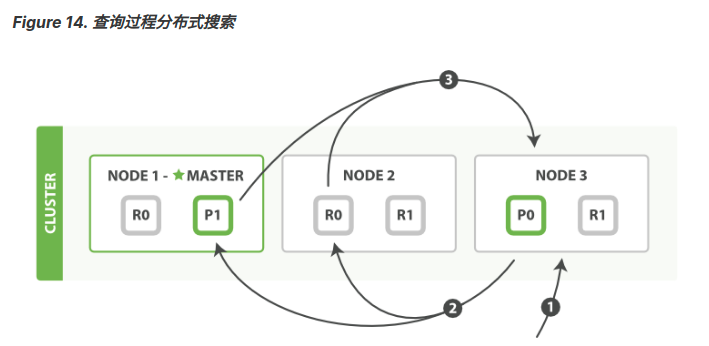 Figure 14. 查询过程分布式搜索
3
NODE 1 - ★ MASTER
NODE 2
NODE 3
CLUSTER
R0
P1
R0
R1
P0
R1
2
1